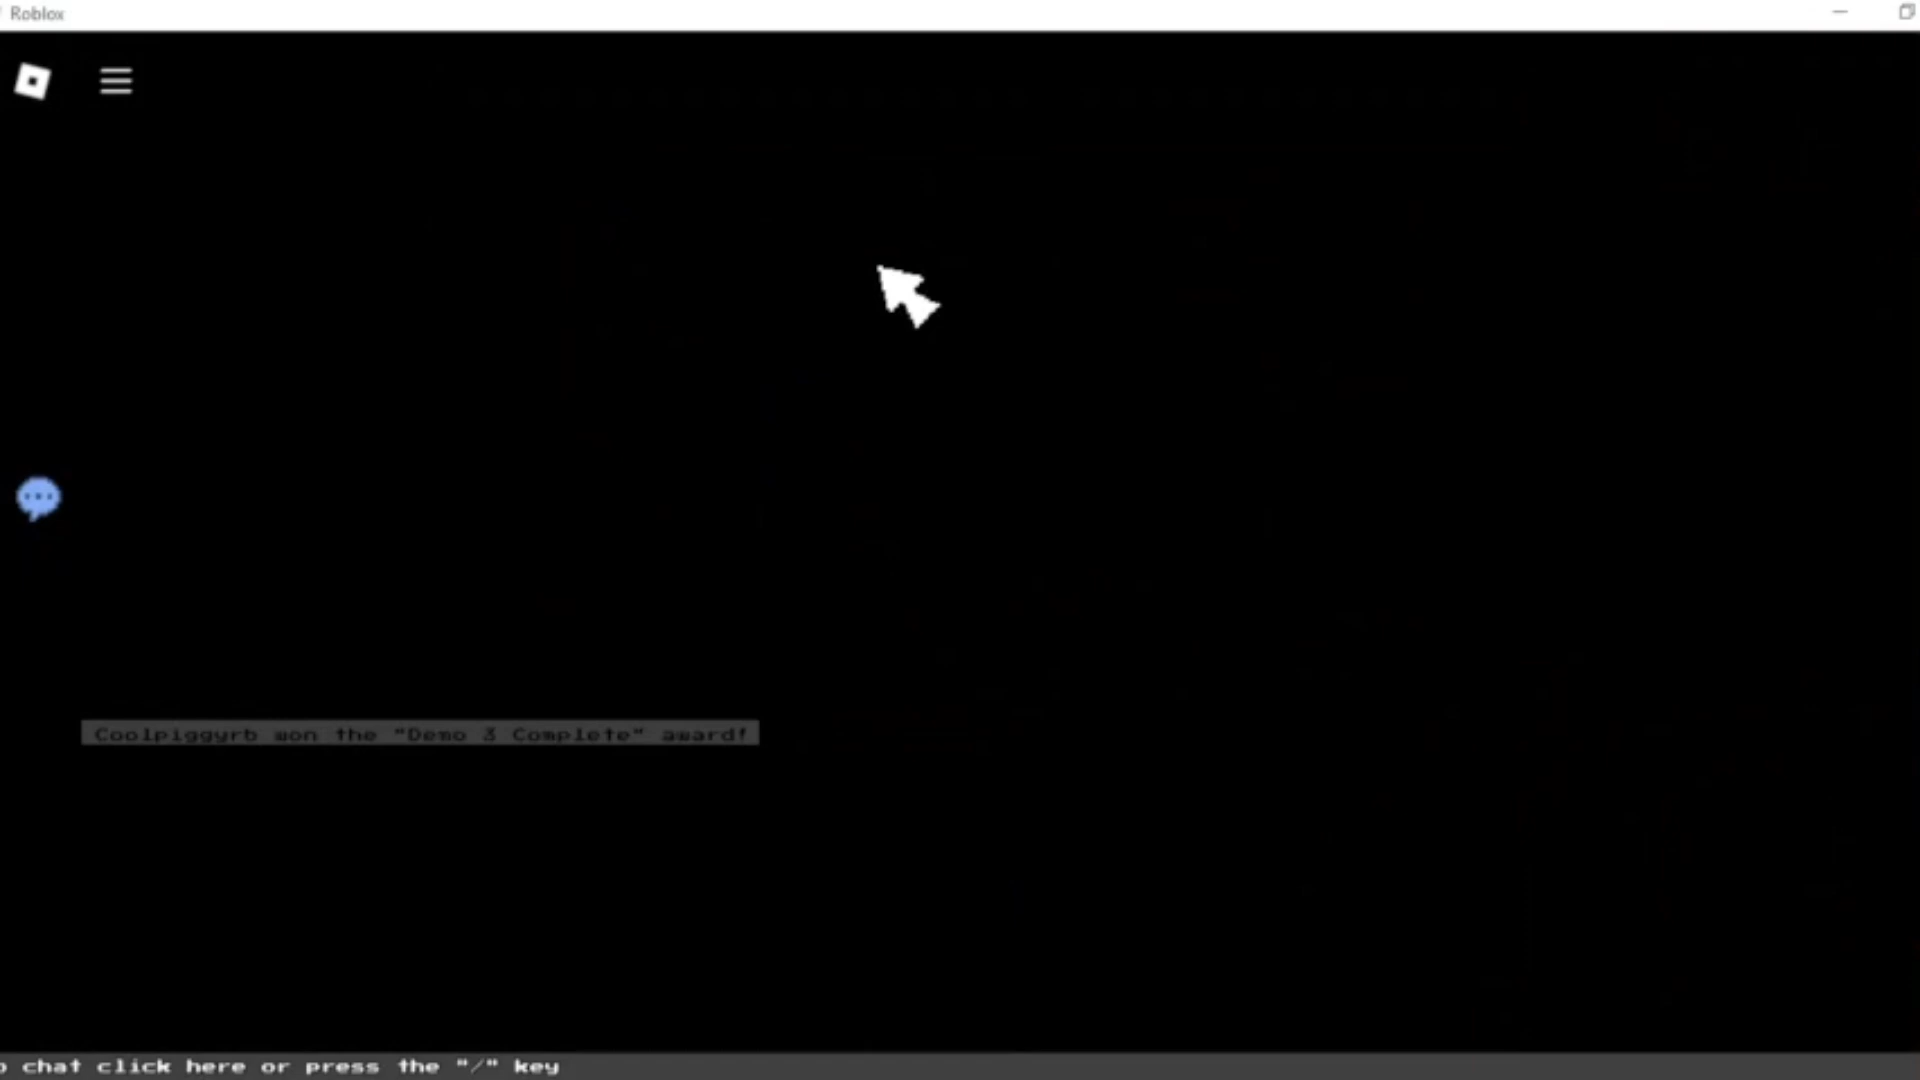 Roblox
Coolpiggyrb won the "Demo 3 Complete" award!
o chat click here or press the "/" key